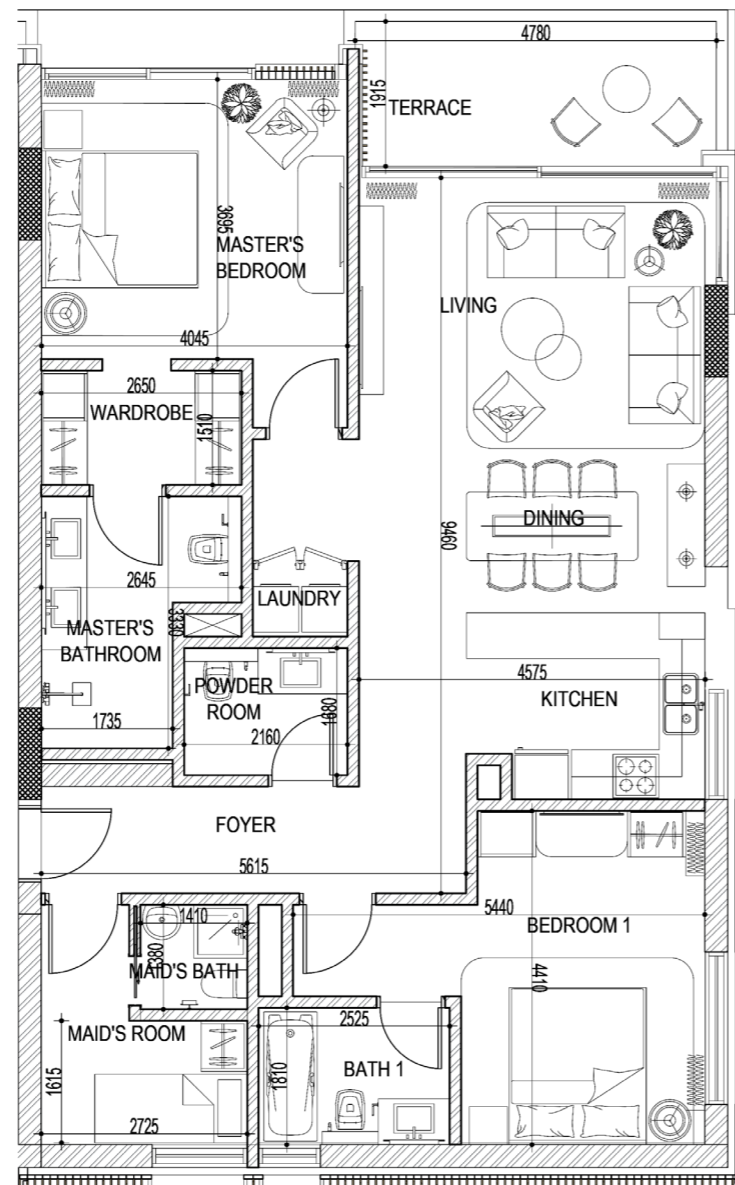 4780
1915
TERRACE
3695
MASTER'S
BEDROOM
LIVING
4045
2650
WARDROBE
1510
9460
DINING
2645
LAUNDRY
3330
MASTER'S
BATHROOM
POWDER
ROOM
4575
KITCHEN
1680
1735
2160
FOYER
5615
1410
5440
BEDROOM 1
MAID'S BATH
4410
2525
MAID'S ROOM
BATH 1
1810
1615
2725